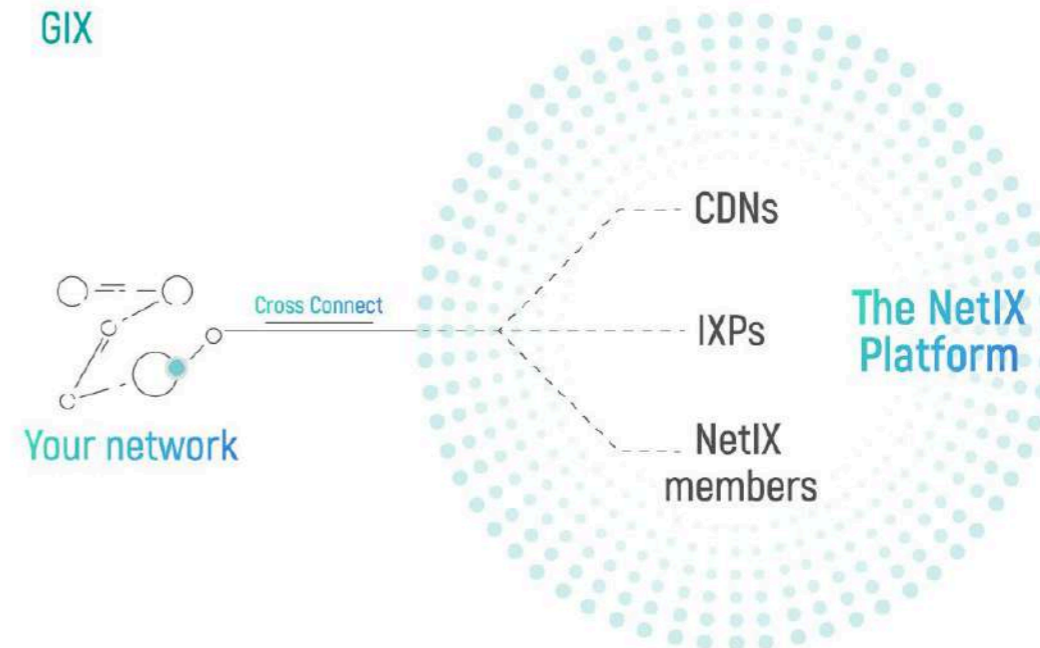 GIX
CDNs
Cross Connect
IXPs
The NetIX
Platform
Your network
NetIX
members